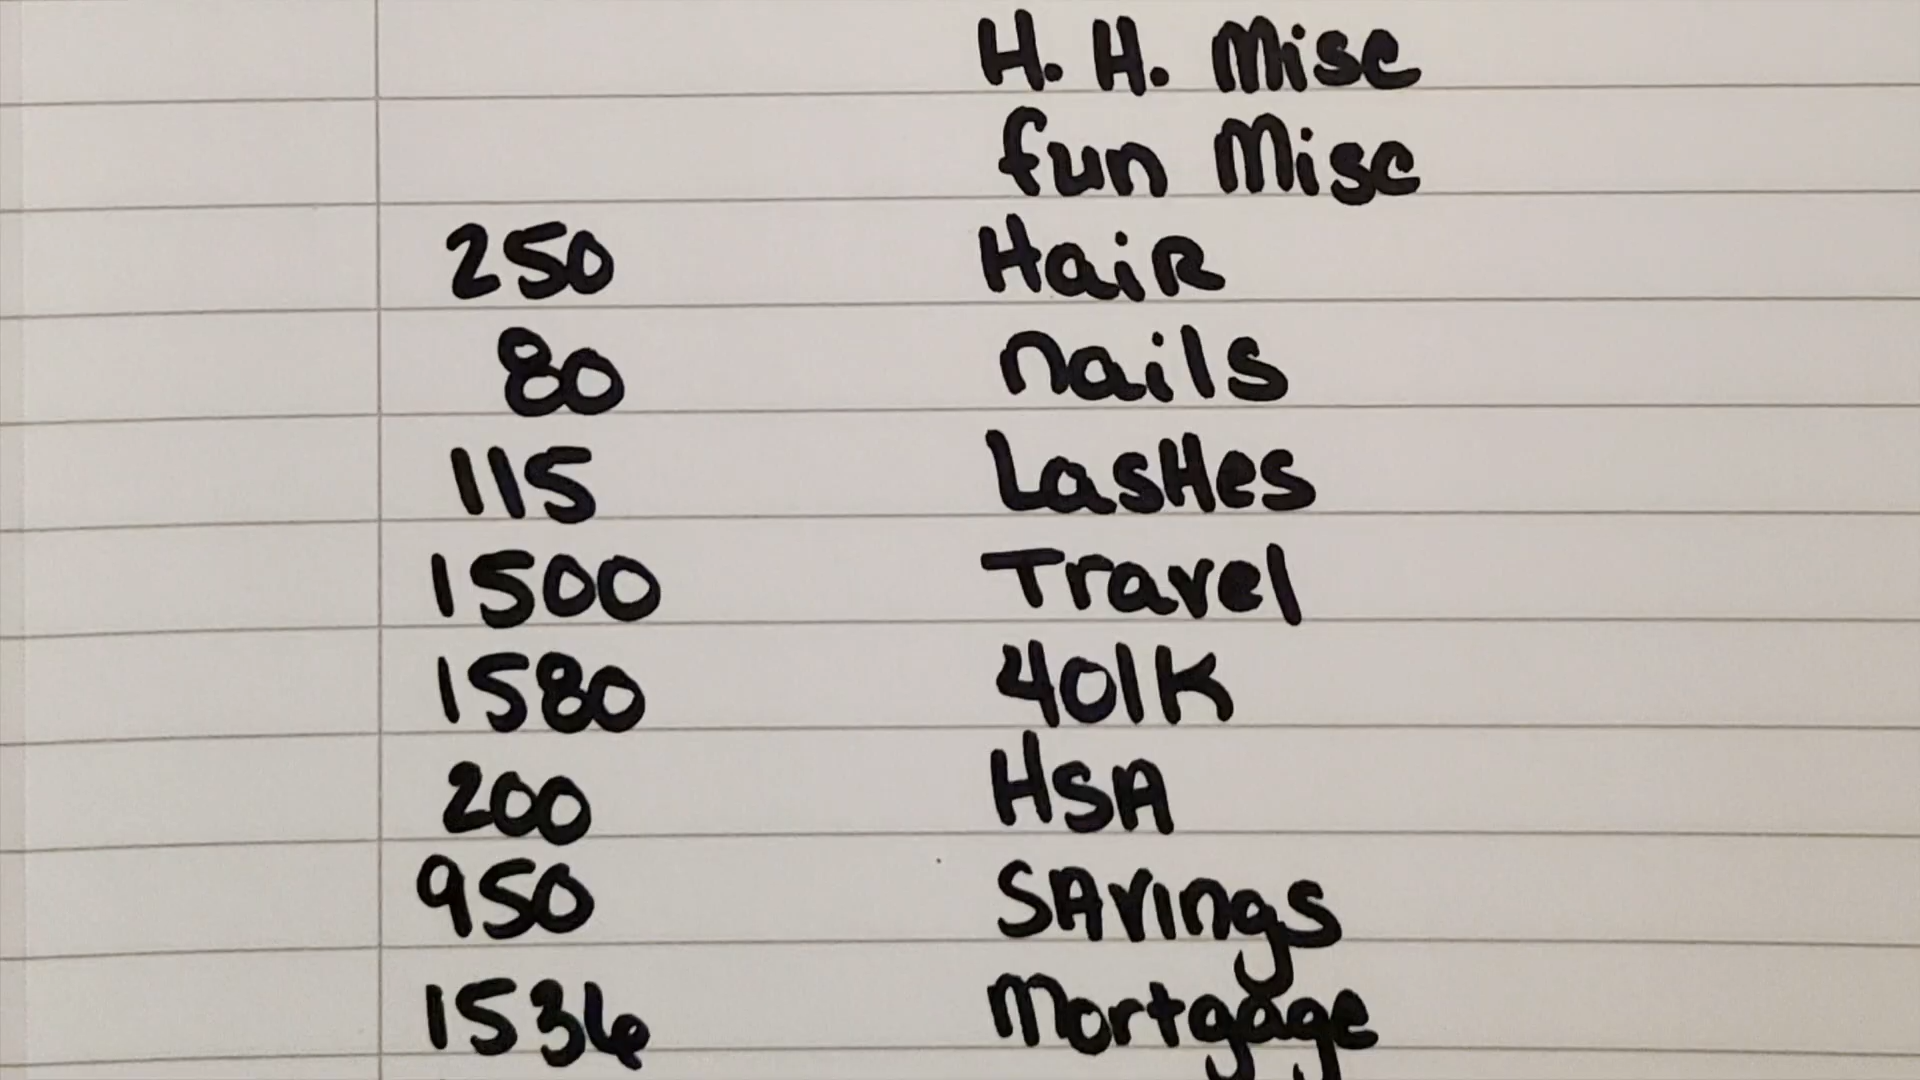 H. H. Misc
fun Misc
250 Hair
80 nails
115 LasHes
1500 Travel
1580 401K
200 HSA
950 SAvings
1536 Mortgage